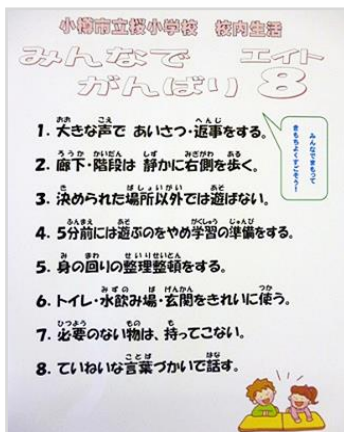 小樽市立桜小学校 校内生活
みんなで エイト
がんばり 8
1. 大きな声で あいさつ・返事をする。
2. 廊下・階段は 静かに右側を歩く。
3. 決められた場所以外では遊ばない。
4. 5分前には遊ぶのをやめ学習の準備をする。
5. 身の回りの整理整頓をする。
6. トイレ・水飲み場・玄関をきれいに使う。
7. 必要のない物は、持ってこない。
8. ていねいな言葉づかいで話す。
みんなでまもって
きもちよくすごそう!